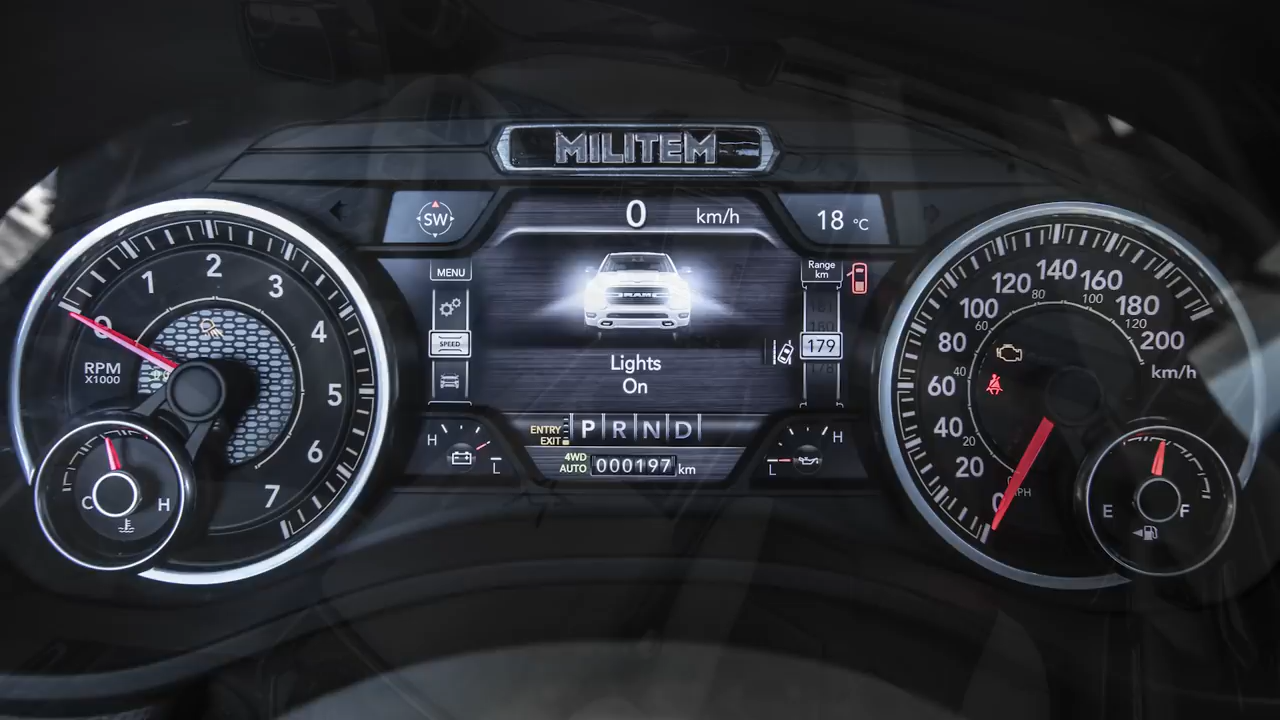 MILITEM
SW
0 km/h
18 °C
MENU
SPEED
Range
km
179
178
RAM
Lights
On
ENTRY
EXIT
P R N D
4WD
AUTO
000197 km
H
L
L
H
0
1
2
3
4
5
6
7
RPM
X1000
C H
0
20
40
60
80
100
120
140
160
180
200
km/h
20
40
60
80
100
120
MPH
E F